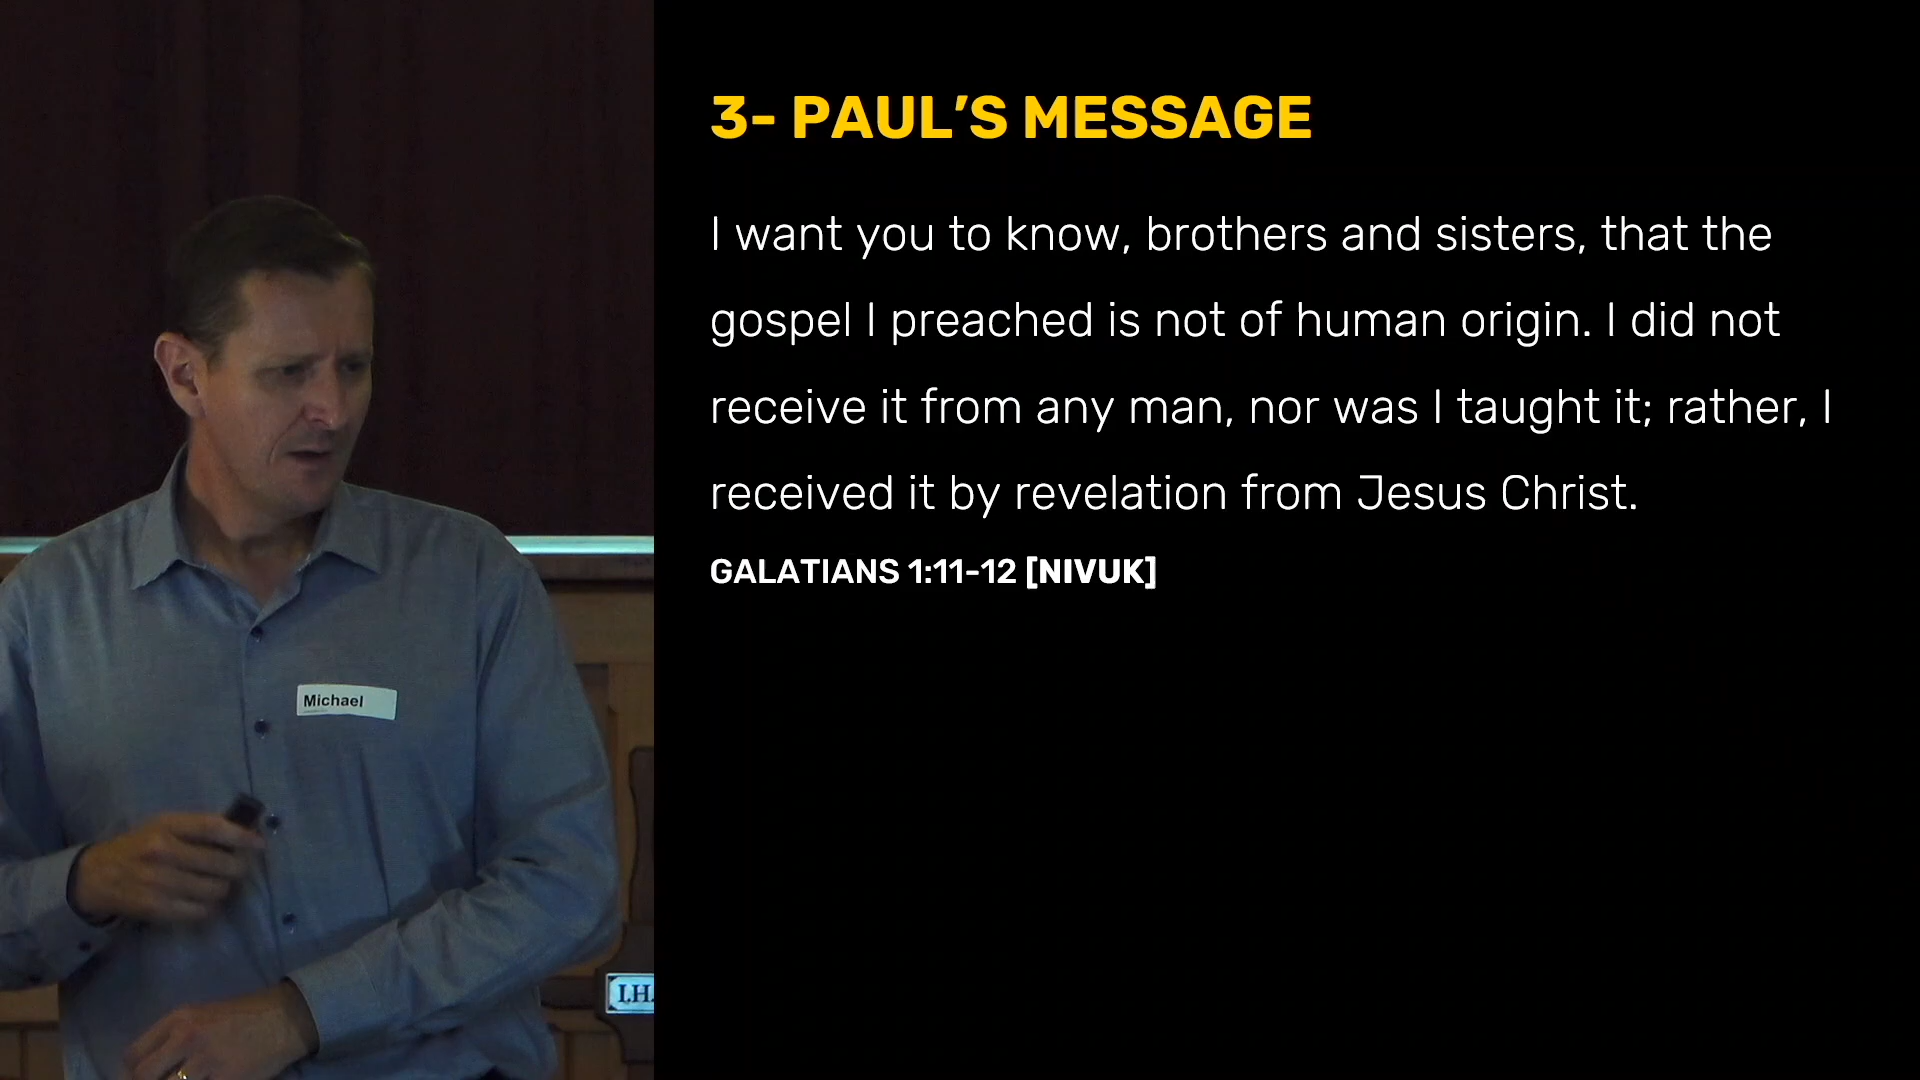 3- PAUL’S MESSAGE
I want you to know, brothers and sisters, that the
gospel I preached is not of human origin. I did not
receive it from any man, nor was I taught it; rather, I
received it by revelation from Jesus Christ.
GALATIANS 1:11-12 [NIVUK]
Michael
I.H.